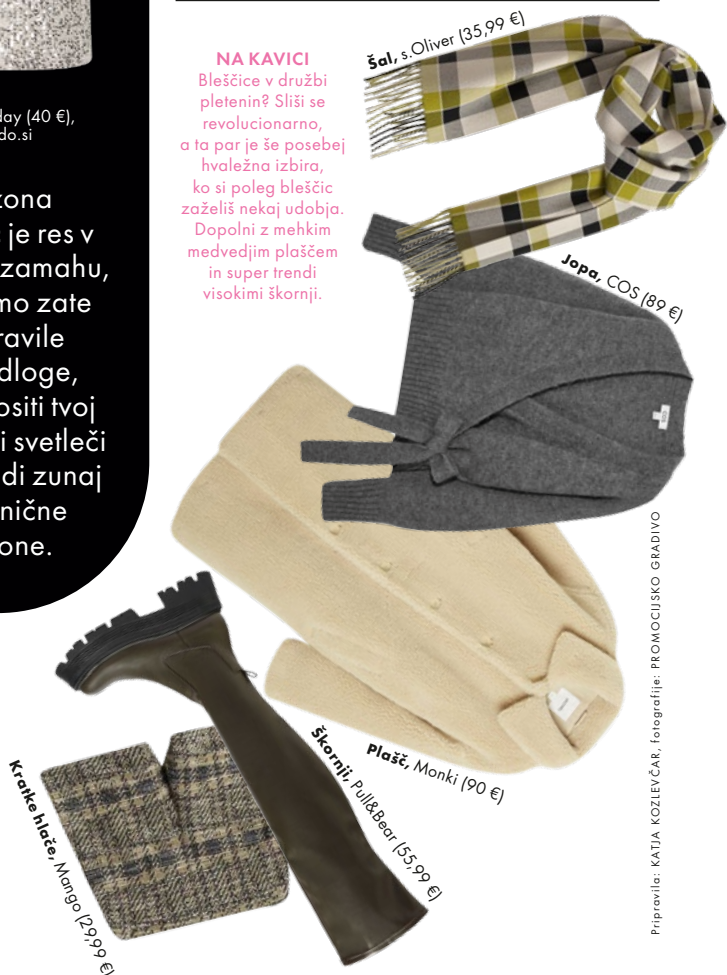 lay (40 €),
do.si
zona
je res v
zamahu,
mo zate
ravile
dloge,
ositi tvoj
i svetleči
di zunaj
nične
one.
NA KAVICI
Bleščice v družbi
pletenin? Sliši se
revolucionarno,
a ta par je še posebej
hvaležna izbira,
ko si poleg bleščic
zaželiš nekaj udobja.
Dopolni z mehkim
medvedjim plaščem
in super trendi
visokimi škornji.
Šal, s.Oliver (35,99 €)
Jopa, COS (89 €)
COS
Plašč, Monki (90 €)
Škornji, Pull&Bear (55,99 €)
Kratke hlače, Mango (29,99 €)
Pripravila: KATJA KOZLEVČAR, fotografije: PROMOCIJSKO GRADIVO